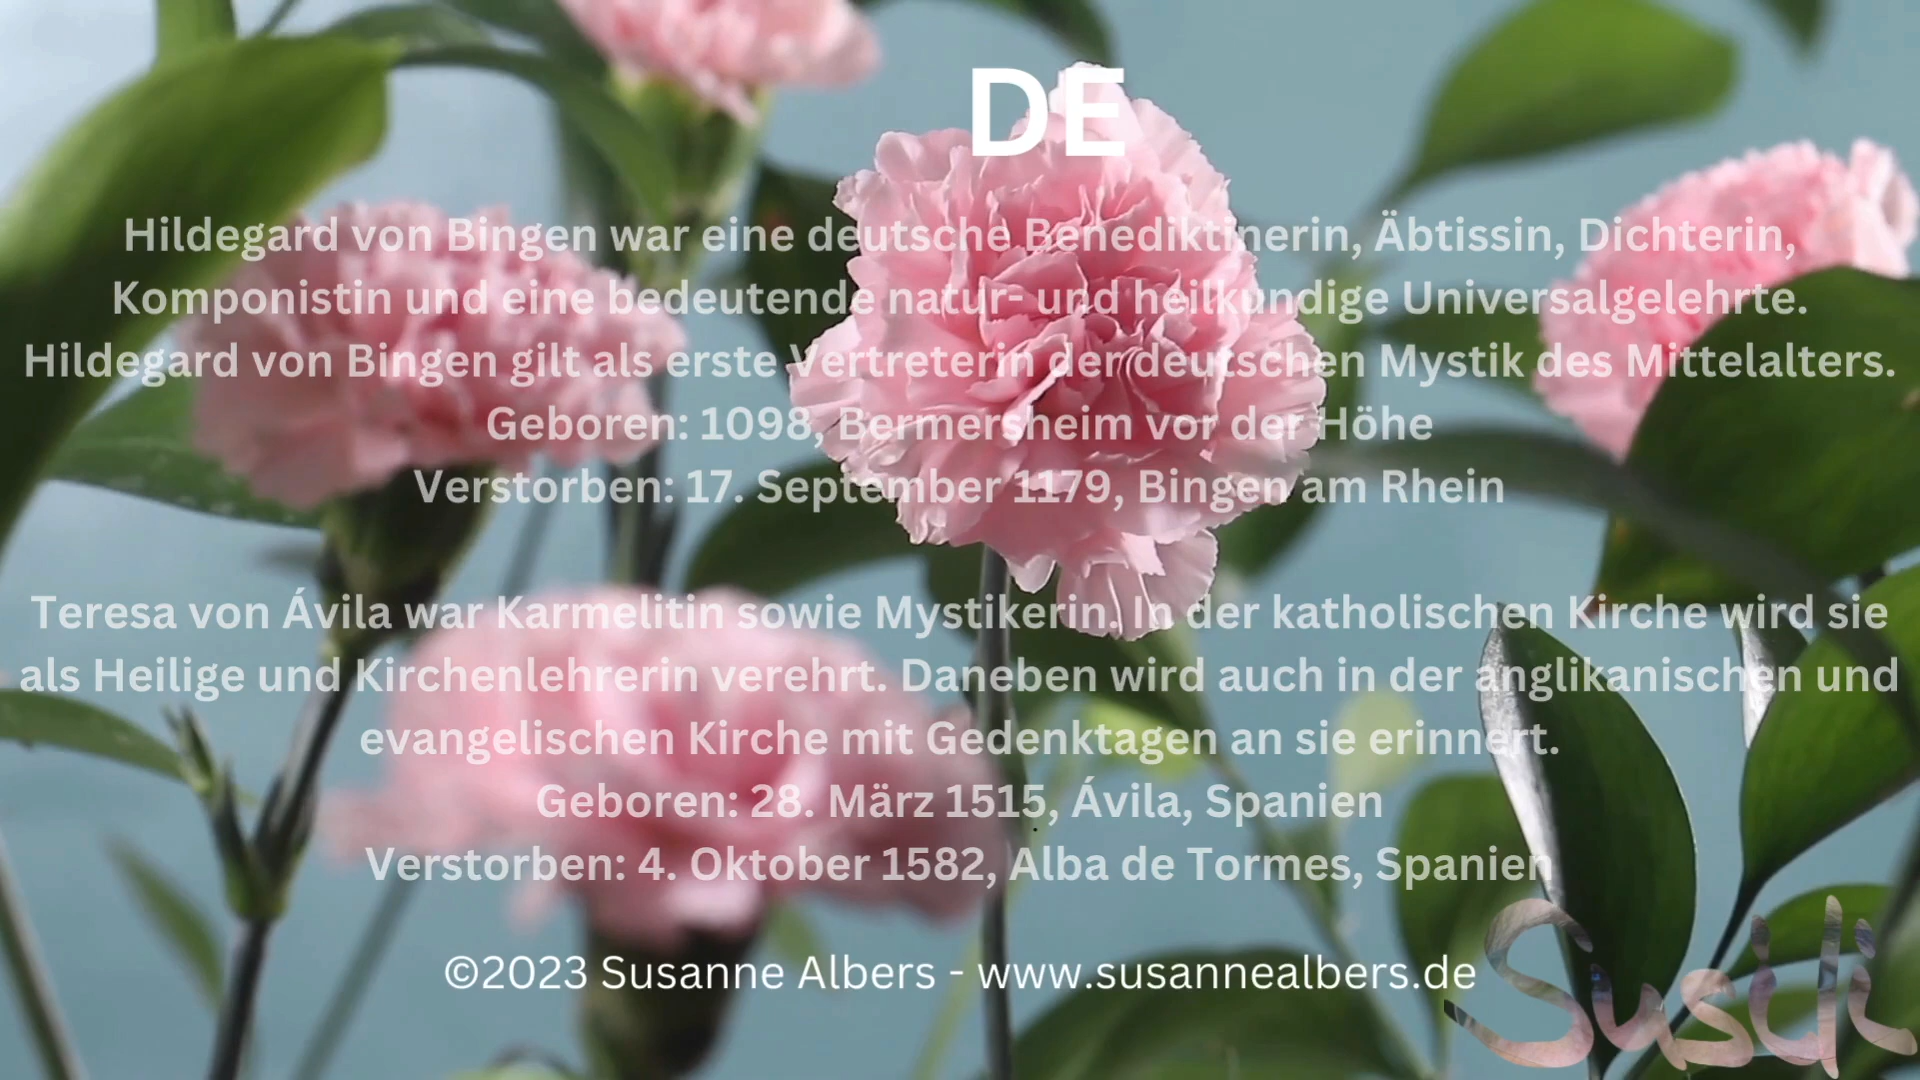 DE
Hildegard von Bingen war eine deutsche Benediktinerin, Äbtissin, Dichterin,
Komponistin und eine bedeutende natur- und heilkundige Universalgelehrte.
Hildegard von Bingen gilt als erste Vertreterin der deutschen Mystik des Mittelalters.
Geboren: 1098, Bermersheim vor der Höhe
Verstorben: 17. September 1179, Bingen am Rhein
Teresa von Ávila war Karmelitin sowie Mystikerin. In der katholischen Kirche wird sie
als Heilige und Kirchenlehrerin verehrt. Daneben wird auch in der anglikanischen und
evangelischen Kirche mit Gedenktagen an sie erinnert.
Geboren: 28. März 1515, Ávila, Spanien
Verstorben: 4. Oktober 1582, Alba de Tormes, Spanien
©2023 Susanne Albers - www.susannealbers.de
Susili